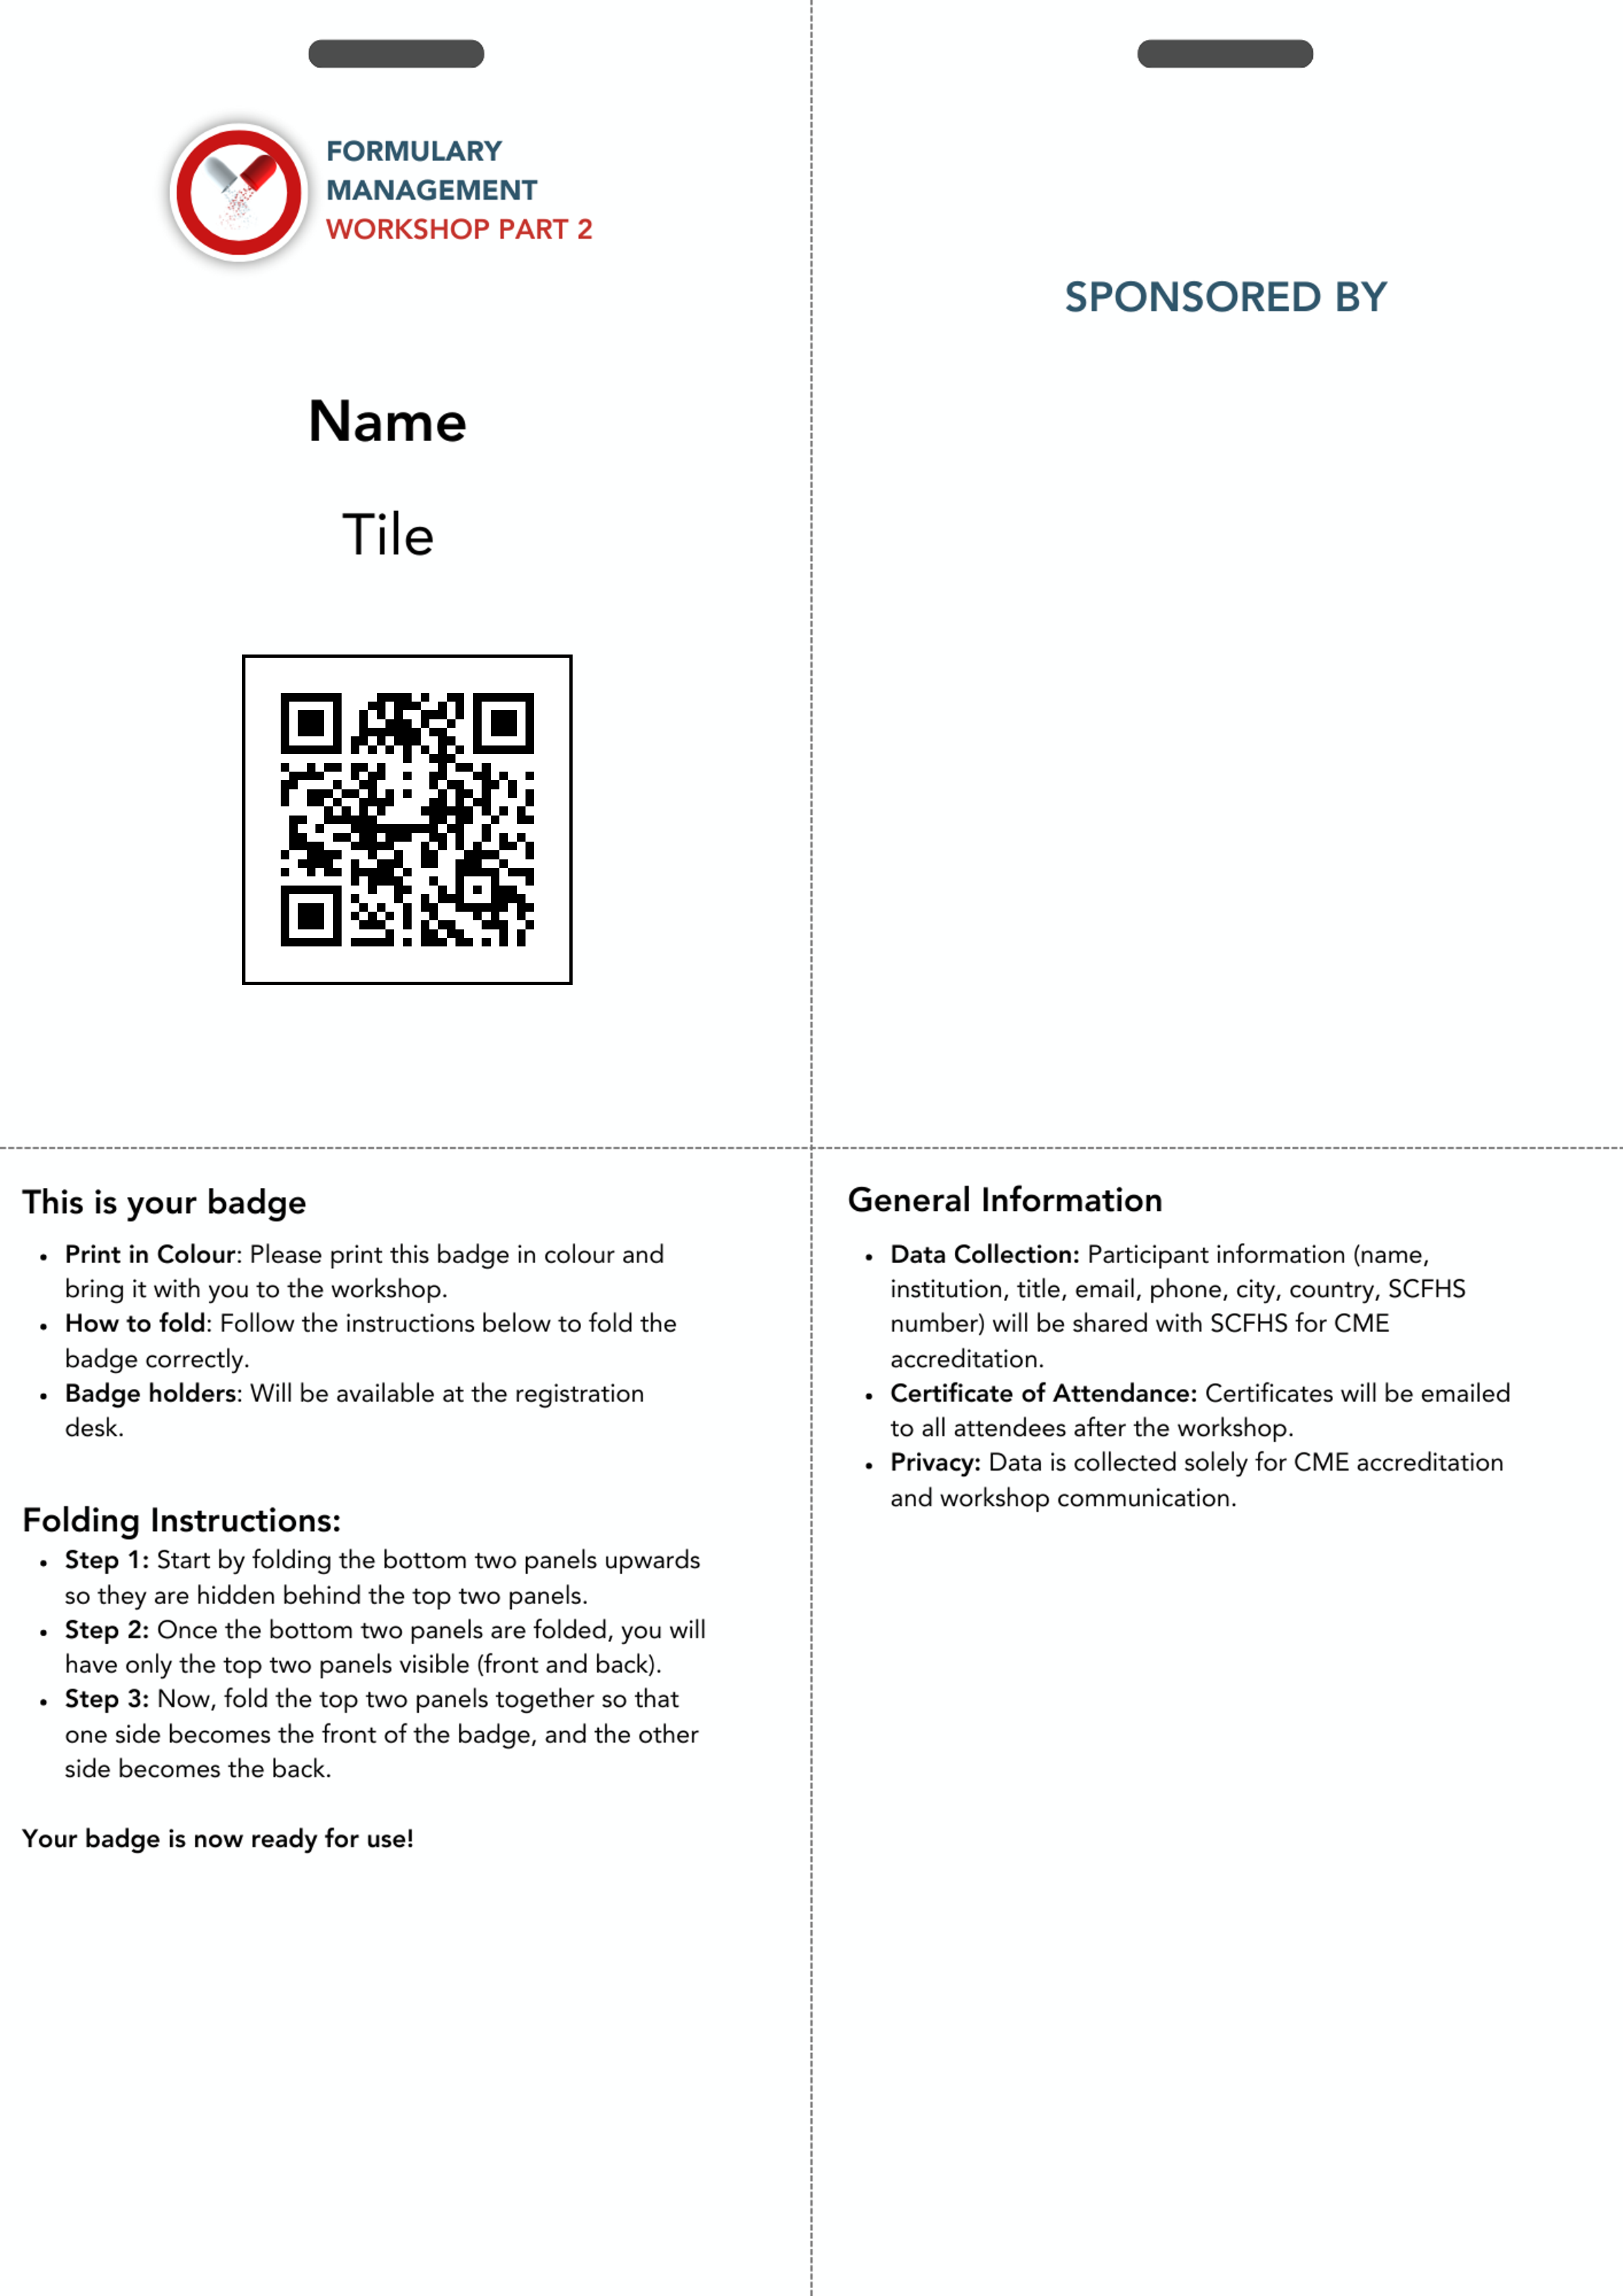 FORMULARY
MANAGEMENT
WORKSHOP PART 2
Name
Tile
SPONSORED BY
This is your badge
• Print in Colour: Please print this badge in colour and
bring it with you to the workshop.
• How to fold: Follow the instructions below to fold the
badge correctly.
• Badge holders: Will be available at the registration
desk.
Folding Instructions:
• Step 1: Start by folding the bottom two panels upwards
so they are hidden behind the top two panels.
• Step 2: Once the bottom two panels are folded, you will
have only the top two panels visible (front and back).
• Step 3: Now, fold the top two panels together so that
one side becomes the front of the badge, and the other
side becomes the back.
Your badge is now ready for use!
General Information
• Data Collection: Participant information (name,
institution, title, email, phone, city, country, SCFHS
number) will be shared with SCFHS for CME
accreditation.
• Certificate of Attendance: Certificates will be emailed
to all attendees after the workshop.
• Privacy: Data is collected solely for CME accreditation
and workshop communication.